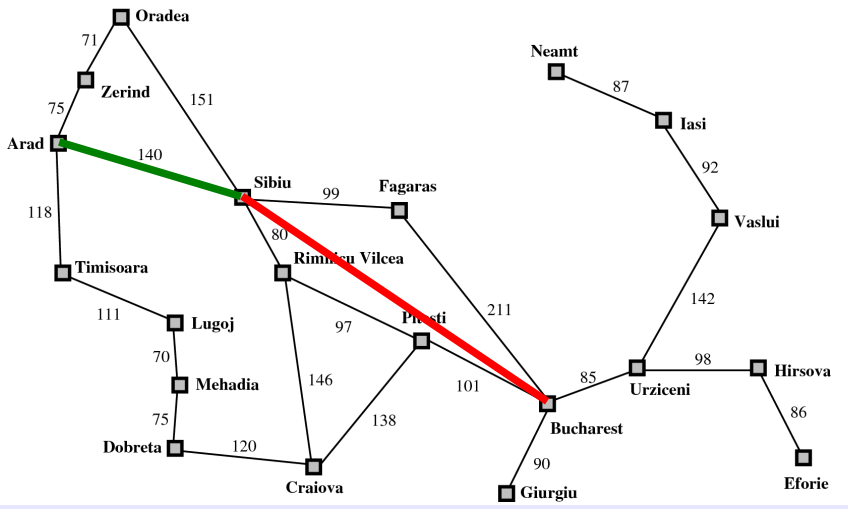 Oradea
71
Neamt
Zerind
87
75
151
Iasi
Arad
140
92
Sibiu
99
Fagaras
118
80
Vaslui
Timisoara
Rimnicu Vilcea
111
142
211
Lugoj
97
70
98
Mehadia
146
101
85
Hirsova
Urziceni
75
138
86
Dobreta
120
Bucharest
90
Craiova
Giurgiu
Eforie